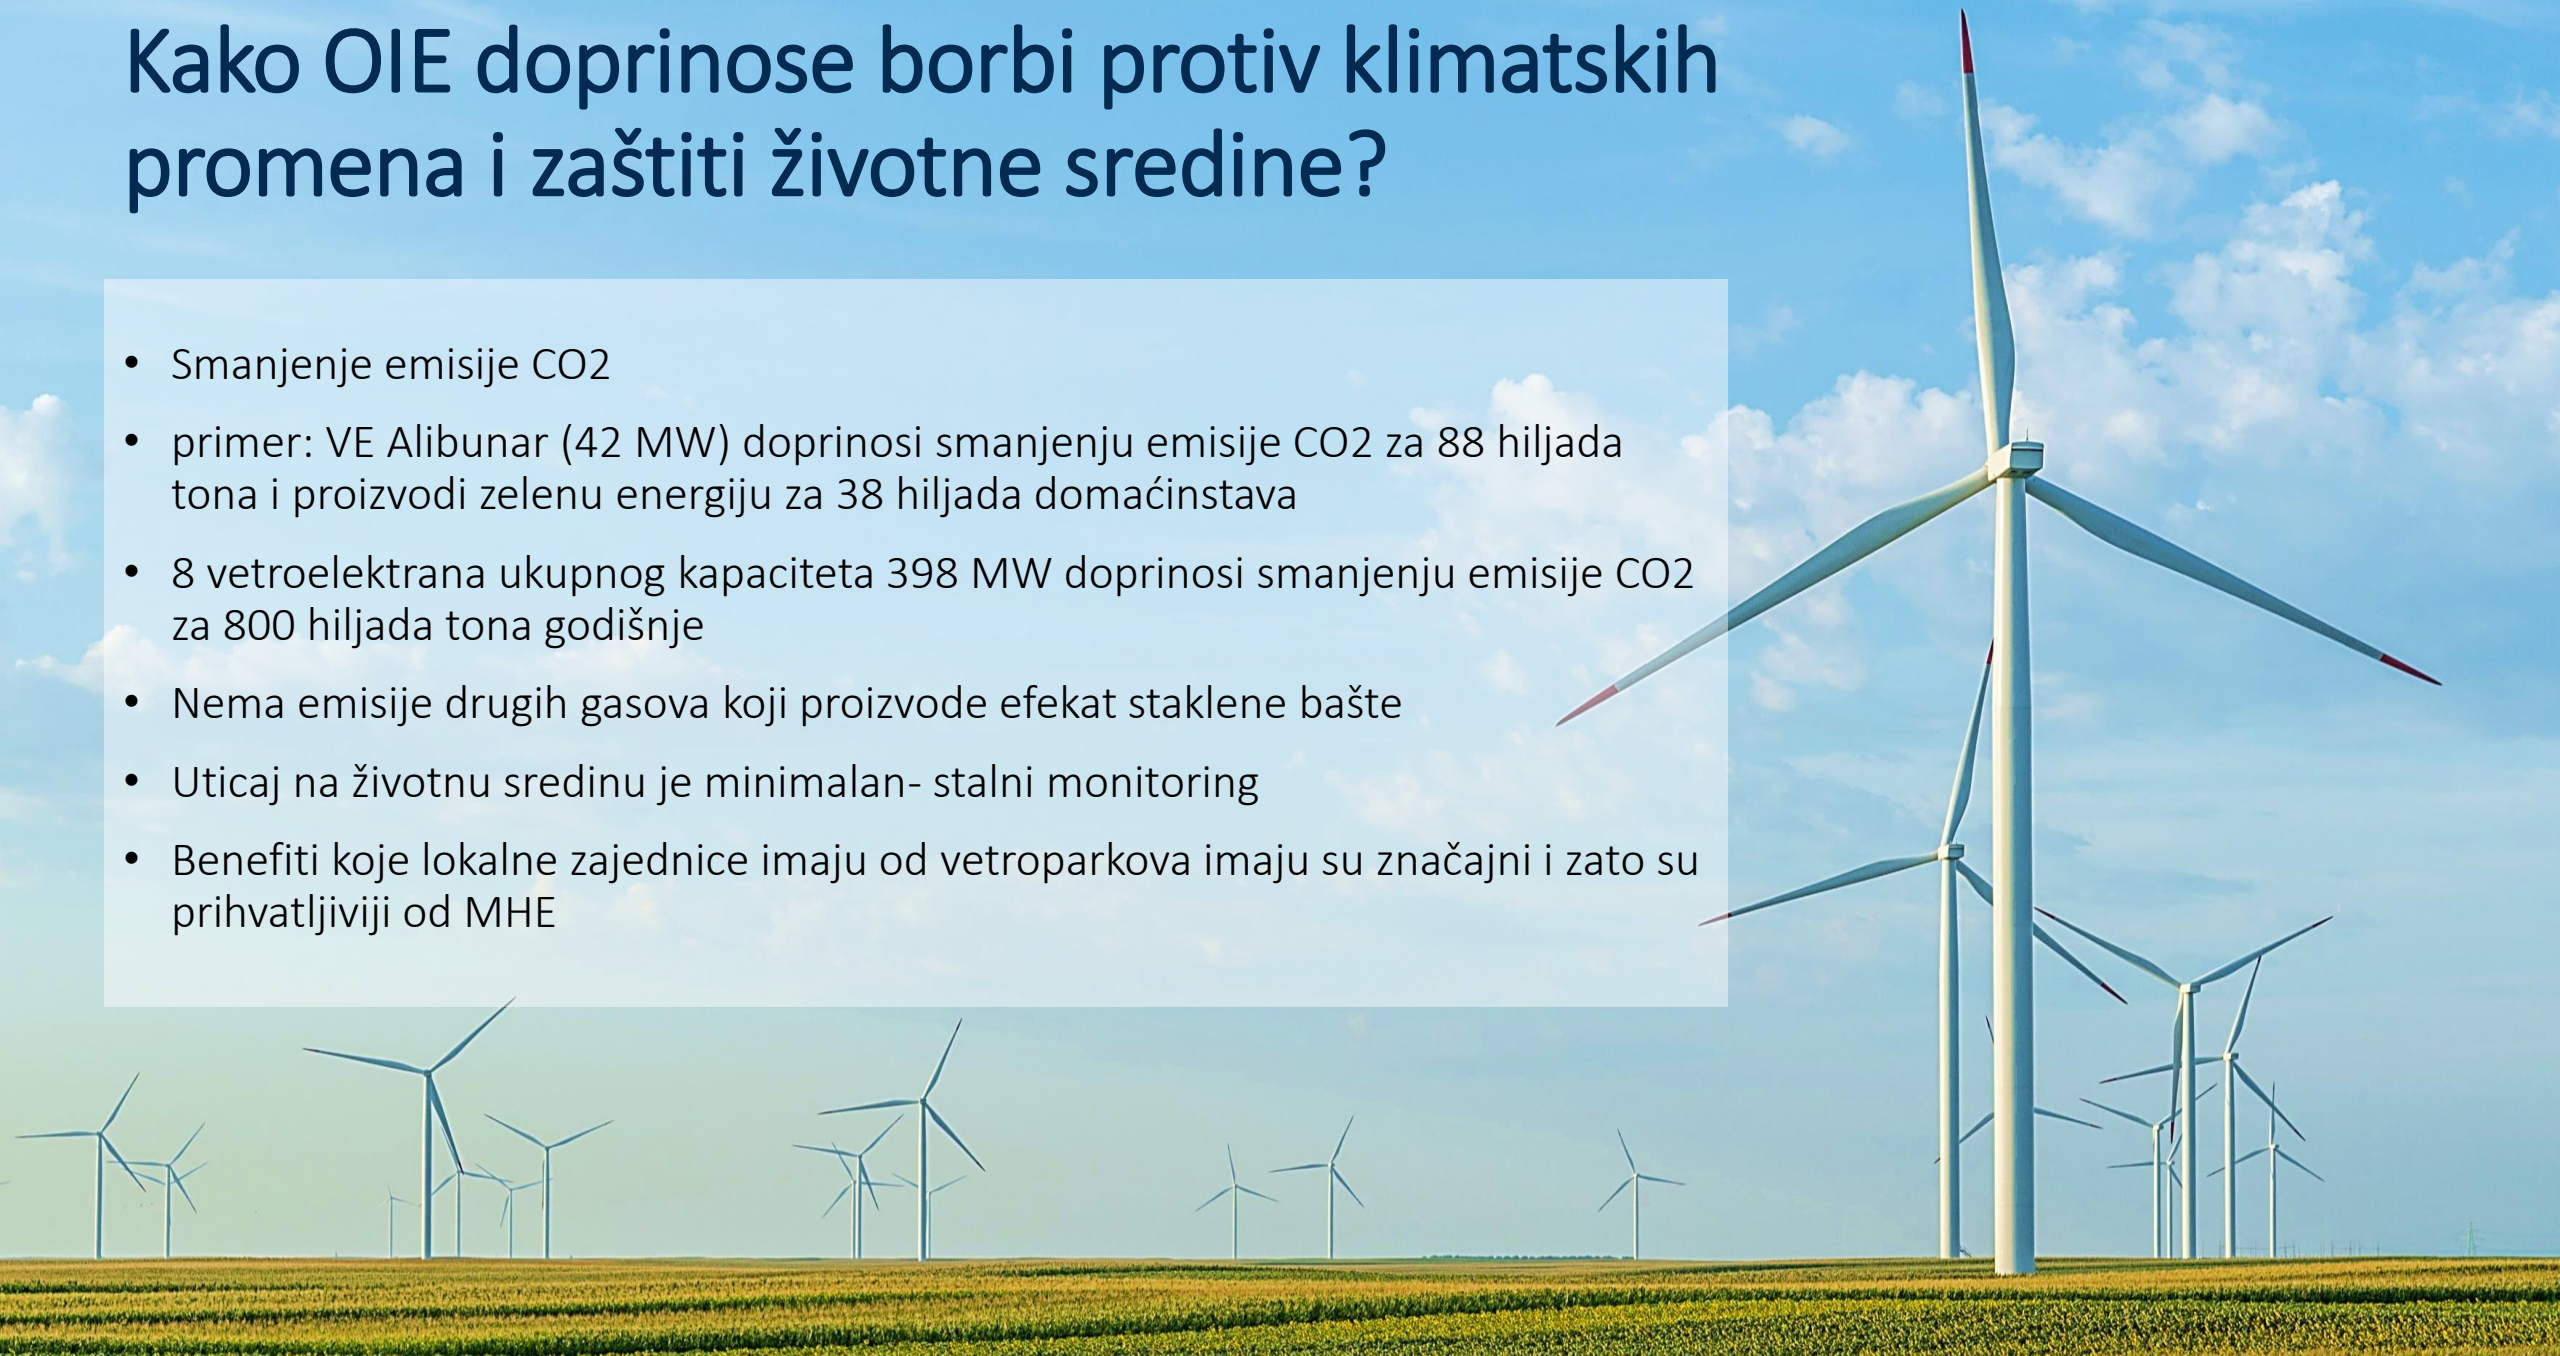 Kako OIE doprinose borbi protiv klimatskih
promena i zaštiti životne sredine?
• Smanjenje emisije CO2
• primer: VE Alibunar (42 MW) doprinosi smanjenju emisije CO2 za 88 hiljada
tona i proizvodi zelenu energiju za 38 hiljada domaćinstava
• 8 vetroelektrana ukupnog kapaciteta 398 MW doprinosi smanjenju emisije CO2
za 800 hiljada tona godišnje
• Nema emisije drugih gasova koji proizvode efekat staklene bašte
• Uticaj na životnu sredinu je minimalan- stalni monitoring
• Benefiti koje lokalne zajednice imaju od vetroparkova imaju su značajni i zato su
prihvatljiviji od MHE